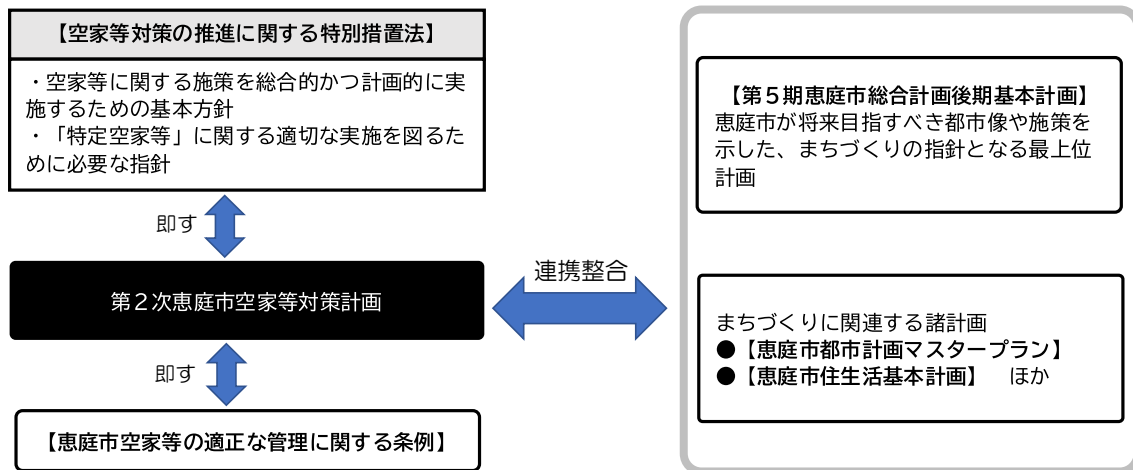 【空家等対策の推進に関する特別措置法】
・空家等に関する施策を総合的かつ計画的に実
施するための基本方針
・「特定空家等」に関する適切な実施を図るた
めに必要な指針
即す
第２次恵庭市空家等対策計画
即す
【恵庭市空家等の適正な管理に関する条例】
連携整合
【第５期恵庭市総合計画後期基本計画】
恵庭市が将来目指すべき都市像や施策を
示した、まちづくりの指針となる最上位
計画
まちづくりに関連する諸計画
●【恵庭市都市計画マスタープラン】
●【恵庭市住生活基本計画】　ほか